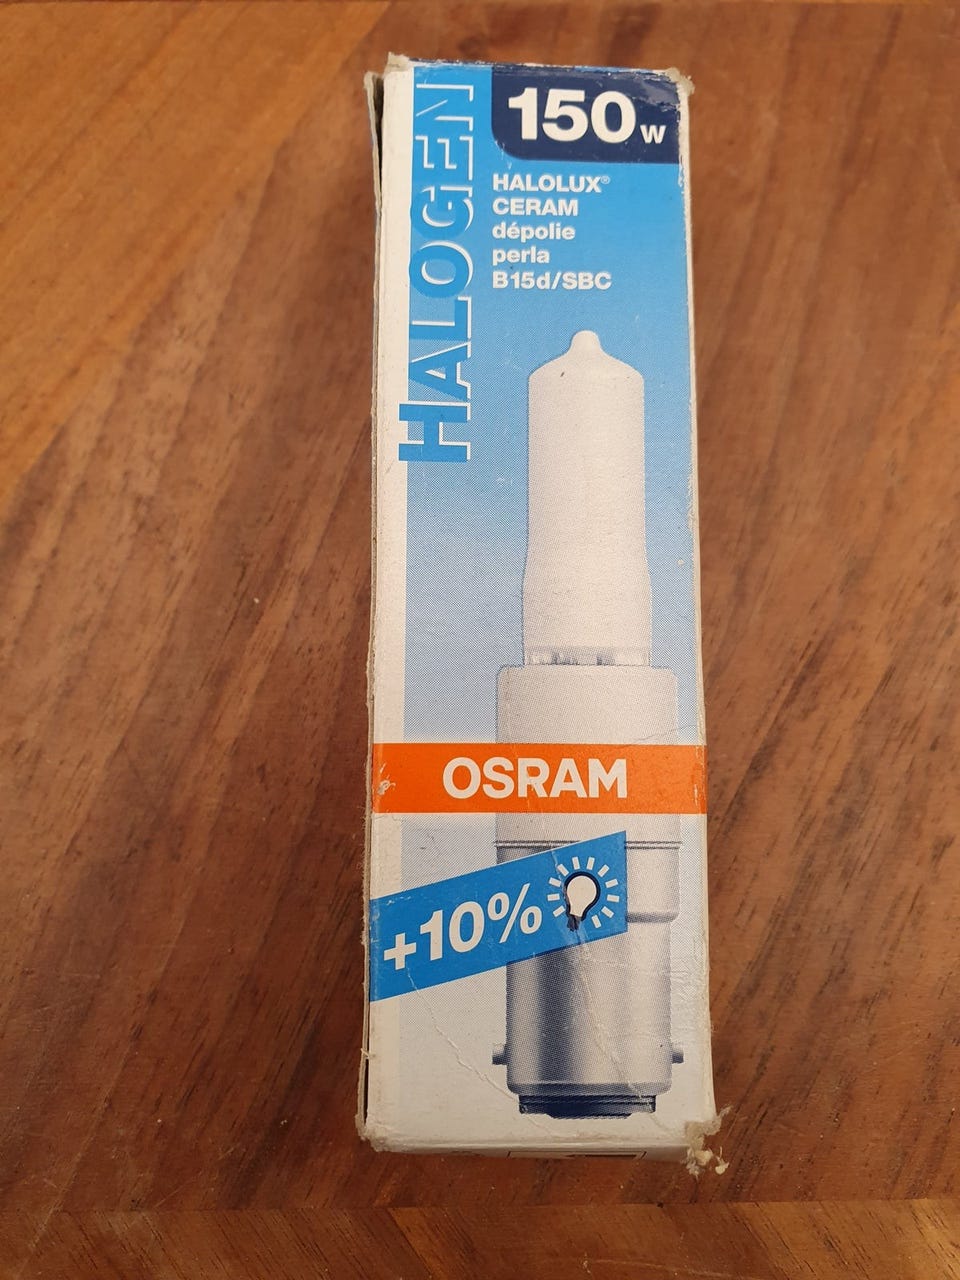 HALOGEN
150W
HALOLUX®
CERAM
dépolie
perla
B15d/SBC
OSRAM
+10%